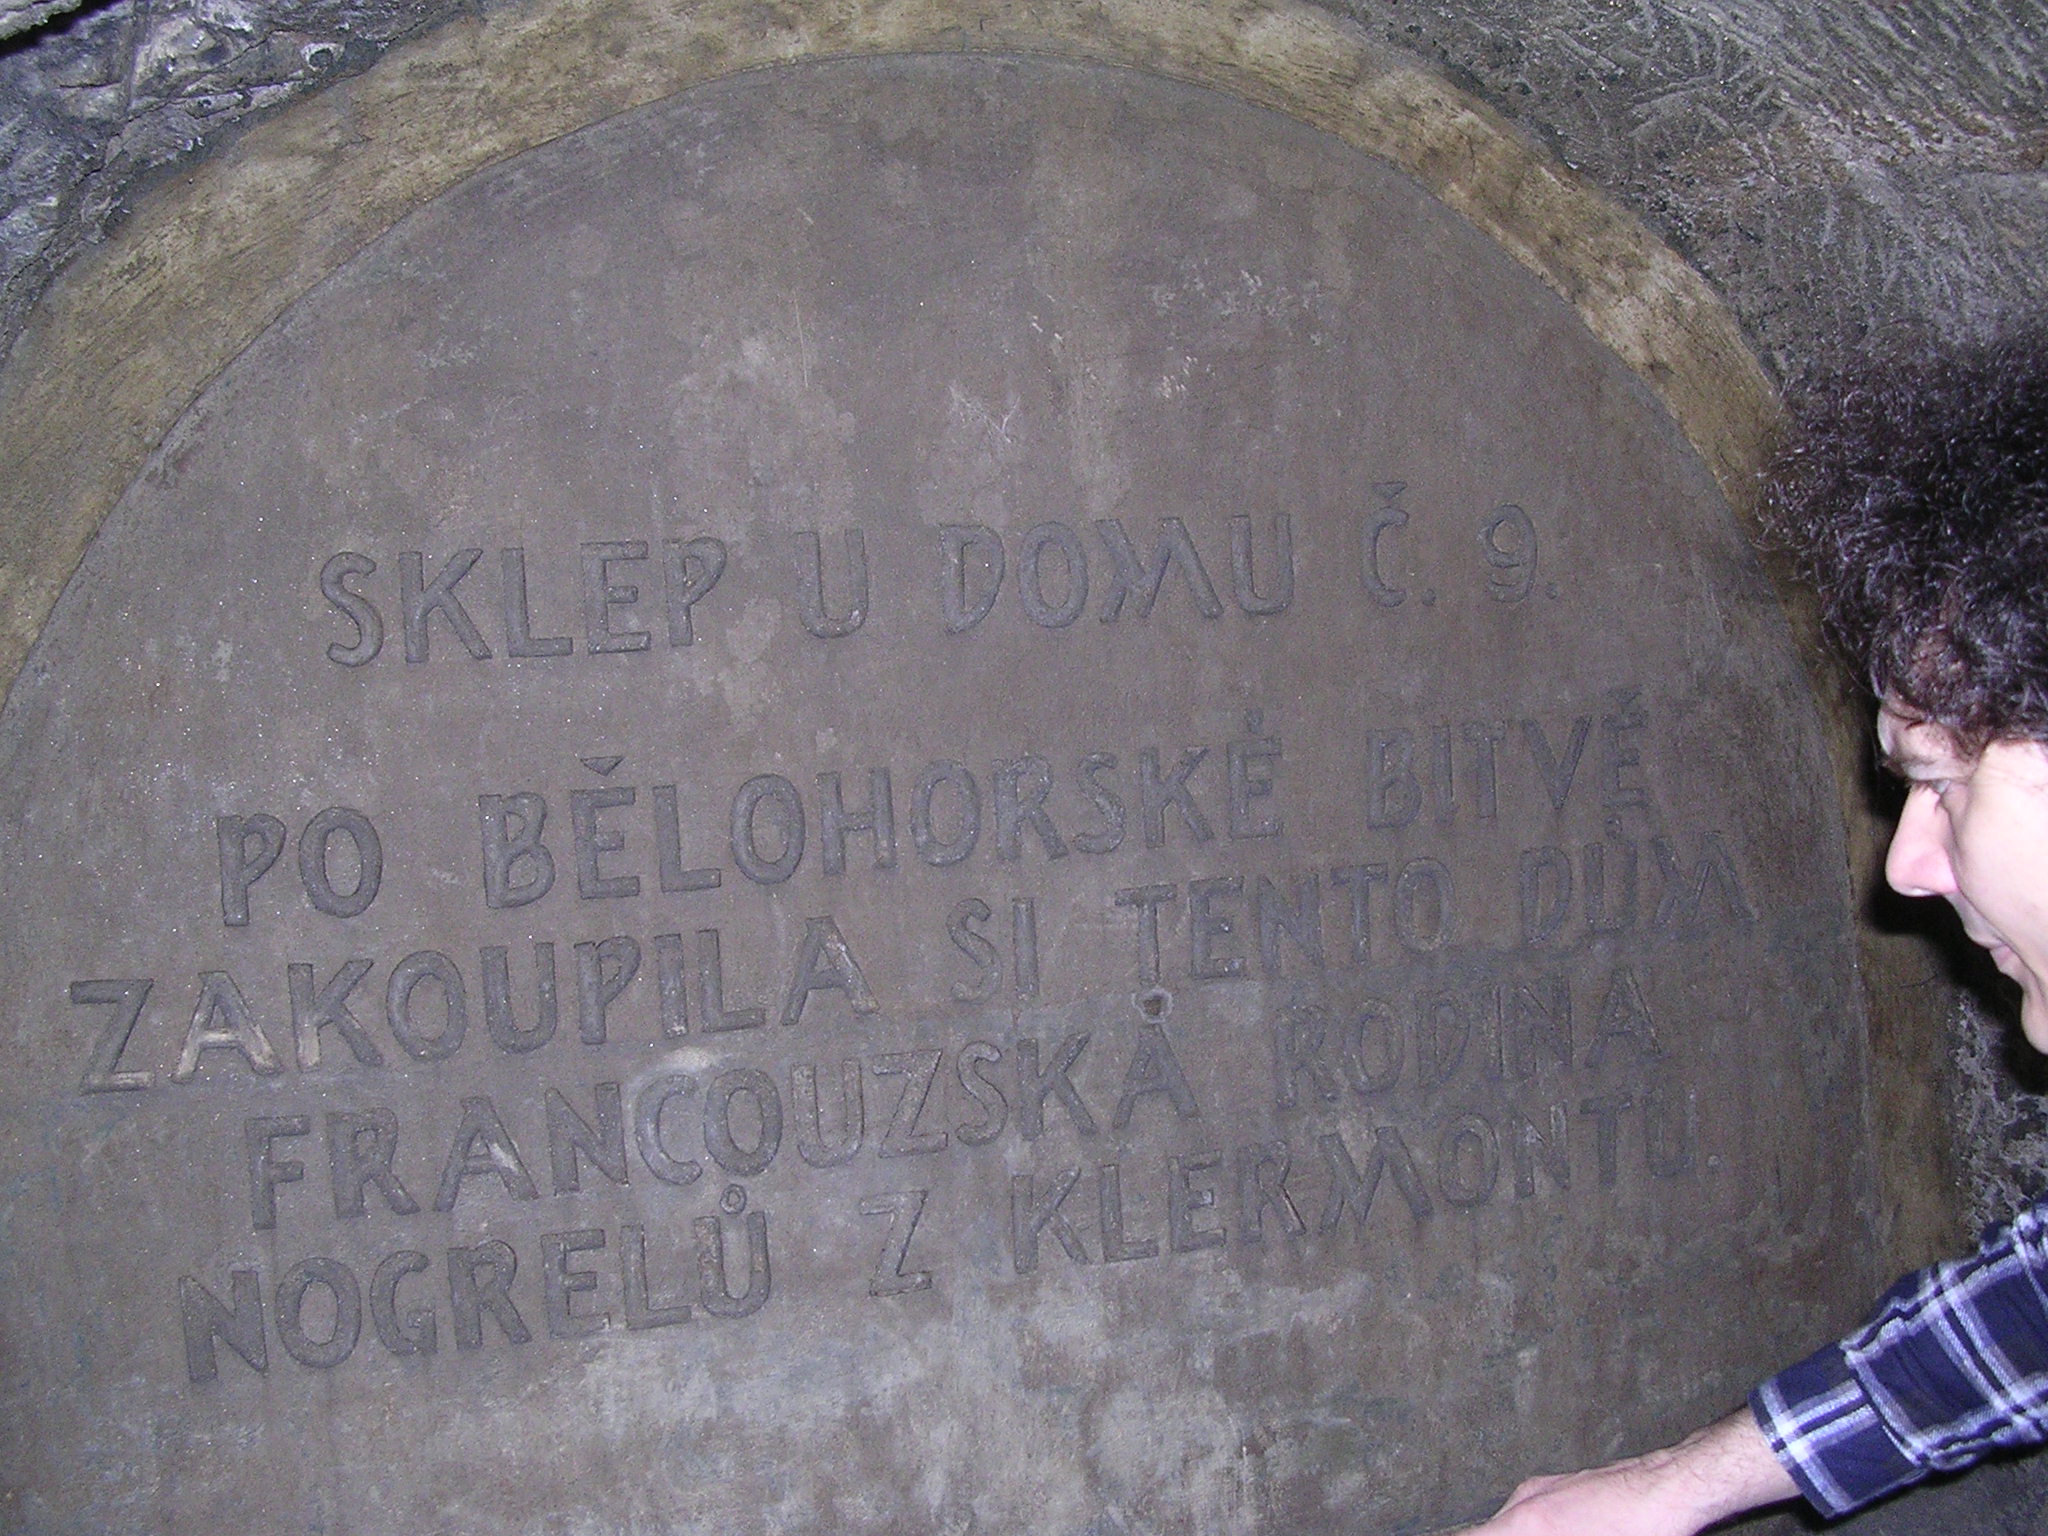 SKLEP U DOMU Č. 9.
PO BĚLOHORSKÉ BITVĚ
ZAKOUPILA SI TENTO DŮM
FRANCOUZSKÁ RODINA
NOGRELŮ Z KLERMONTU.